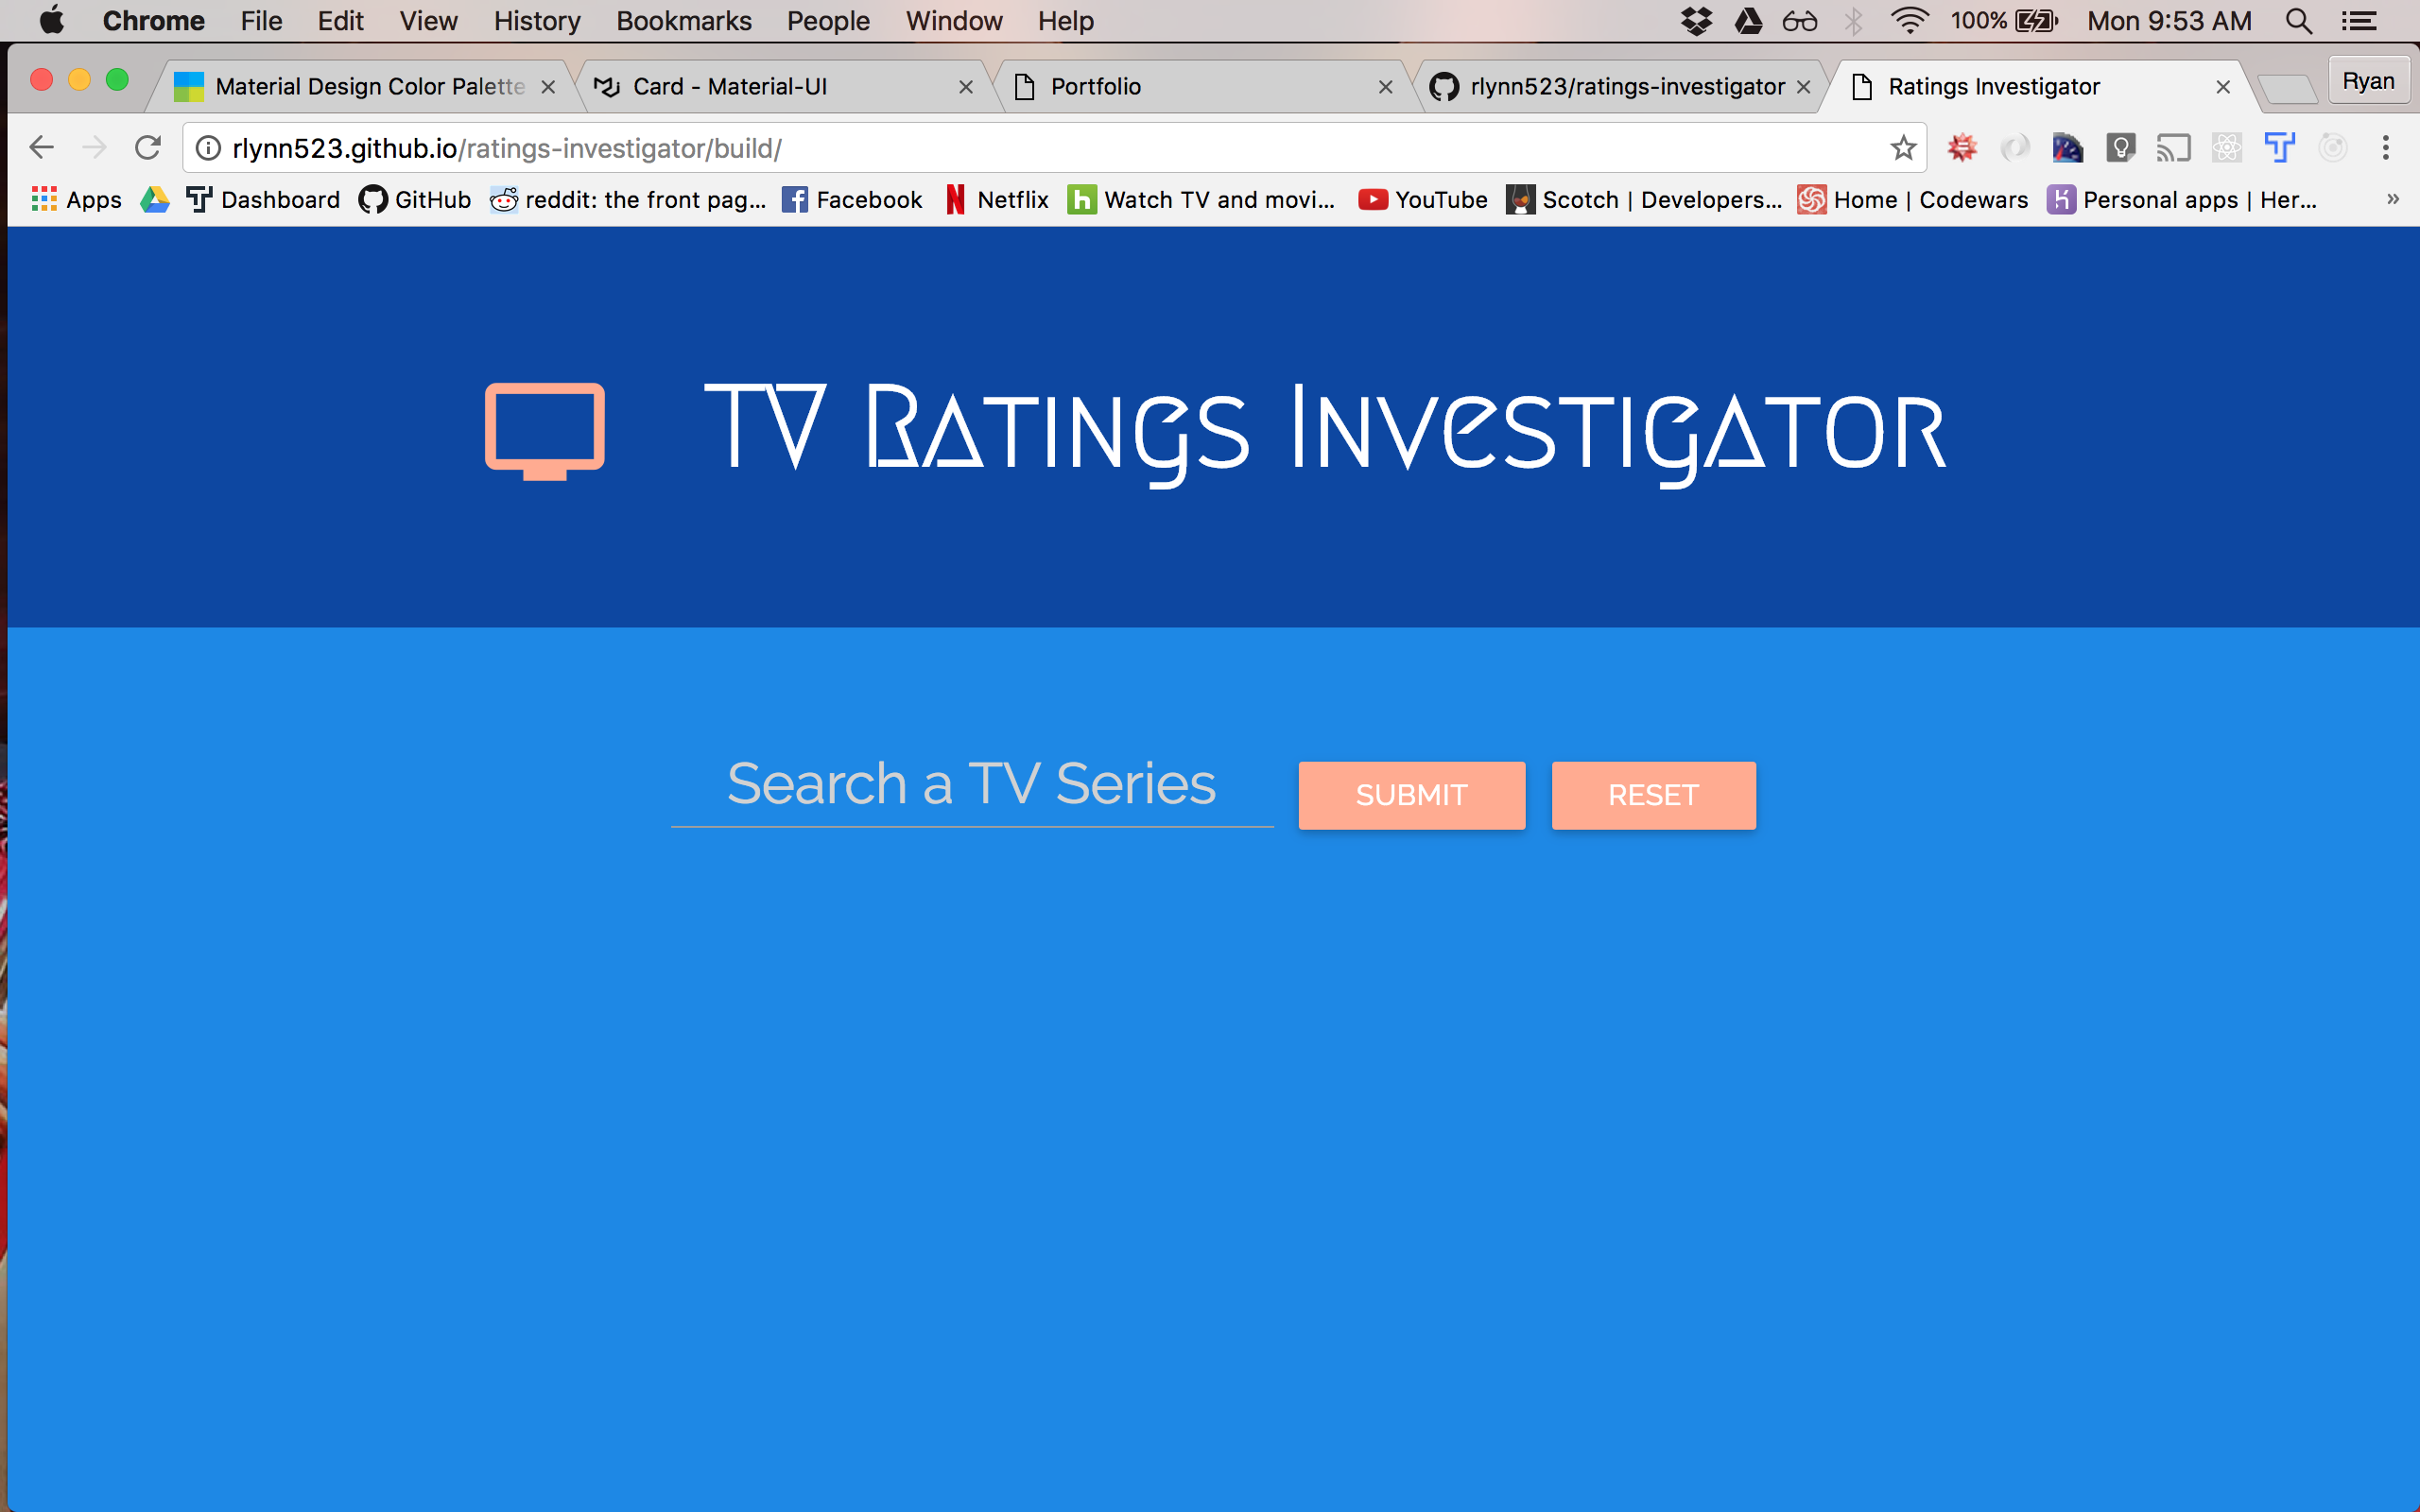 Chrome File Edit View History Bookmarks People Window Help 100% Mon 9:53 AM
Material Design Color Palette Card - Material-UI Portfolio rlynn523/ratings-investigator Ratings Investigator Ryan
rlynn523.github.io/ratings-investigator/build/
Apps Dashboard GitHub reddit: the front pag... Facebook Netflix Watch TV and movi... YouTube Scotch | Developers... Home | Codewars Personal apps | Her... »
TV Ratings Investigator
Search a TV Series SUBMIT RESET